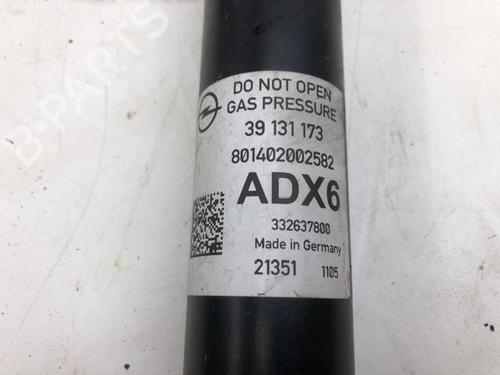 DO NOT OPEN
GAS PRESSURE
39 131 173
801402002582
ADX6
332637800
Made in Germany
21351 1105
B-PARTS